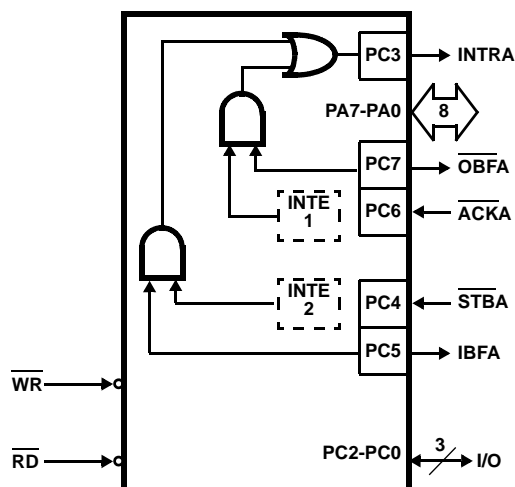 PC3 INTRA
PA7-PA0 8
PC7 OBFA
INTE
1
PC6 ACKA
INTE
2
PC4 STBA
PC5 IBFA
WR
RD
PC2-PC0 3 I/O